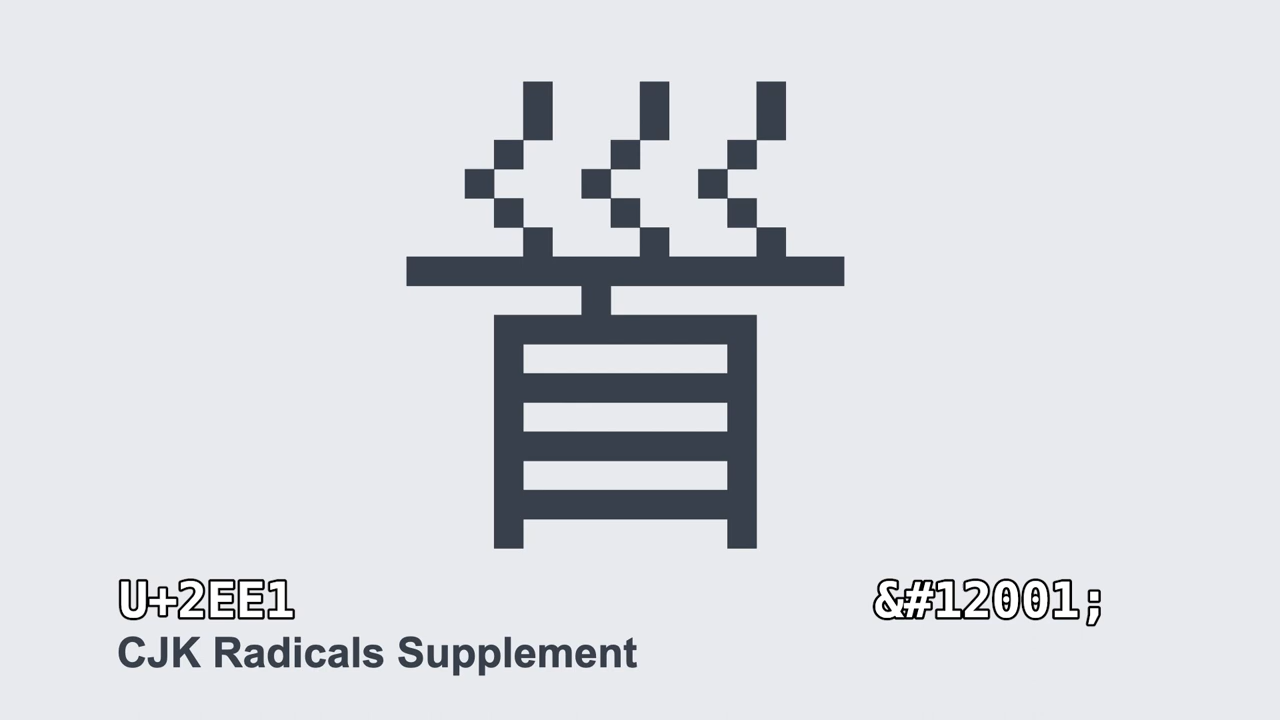 ⻡
U+2EE1 &#12001;
CJK Radicals Supplement